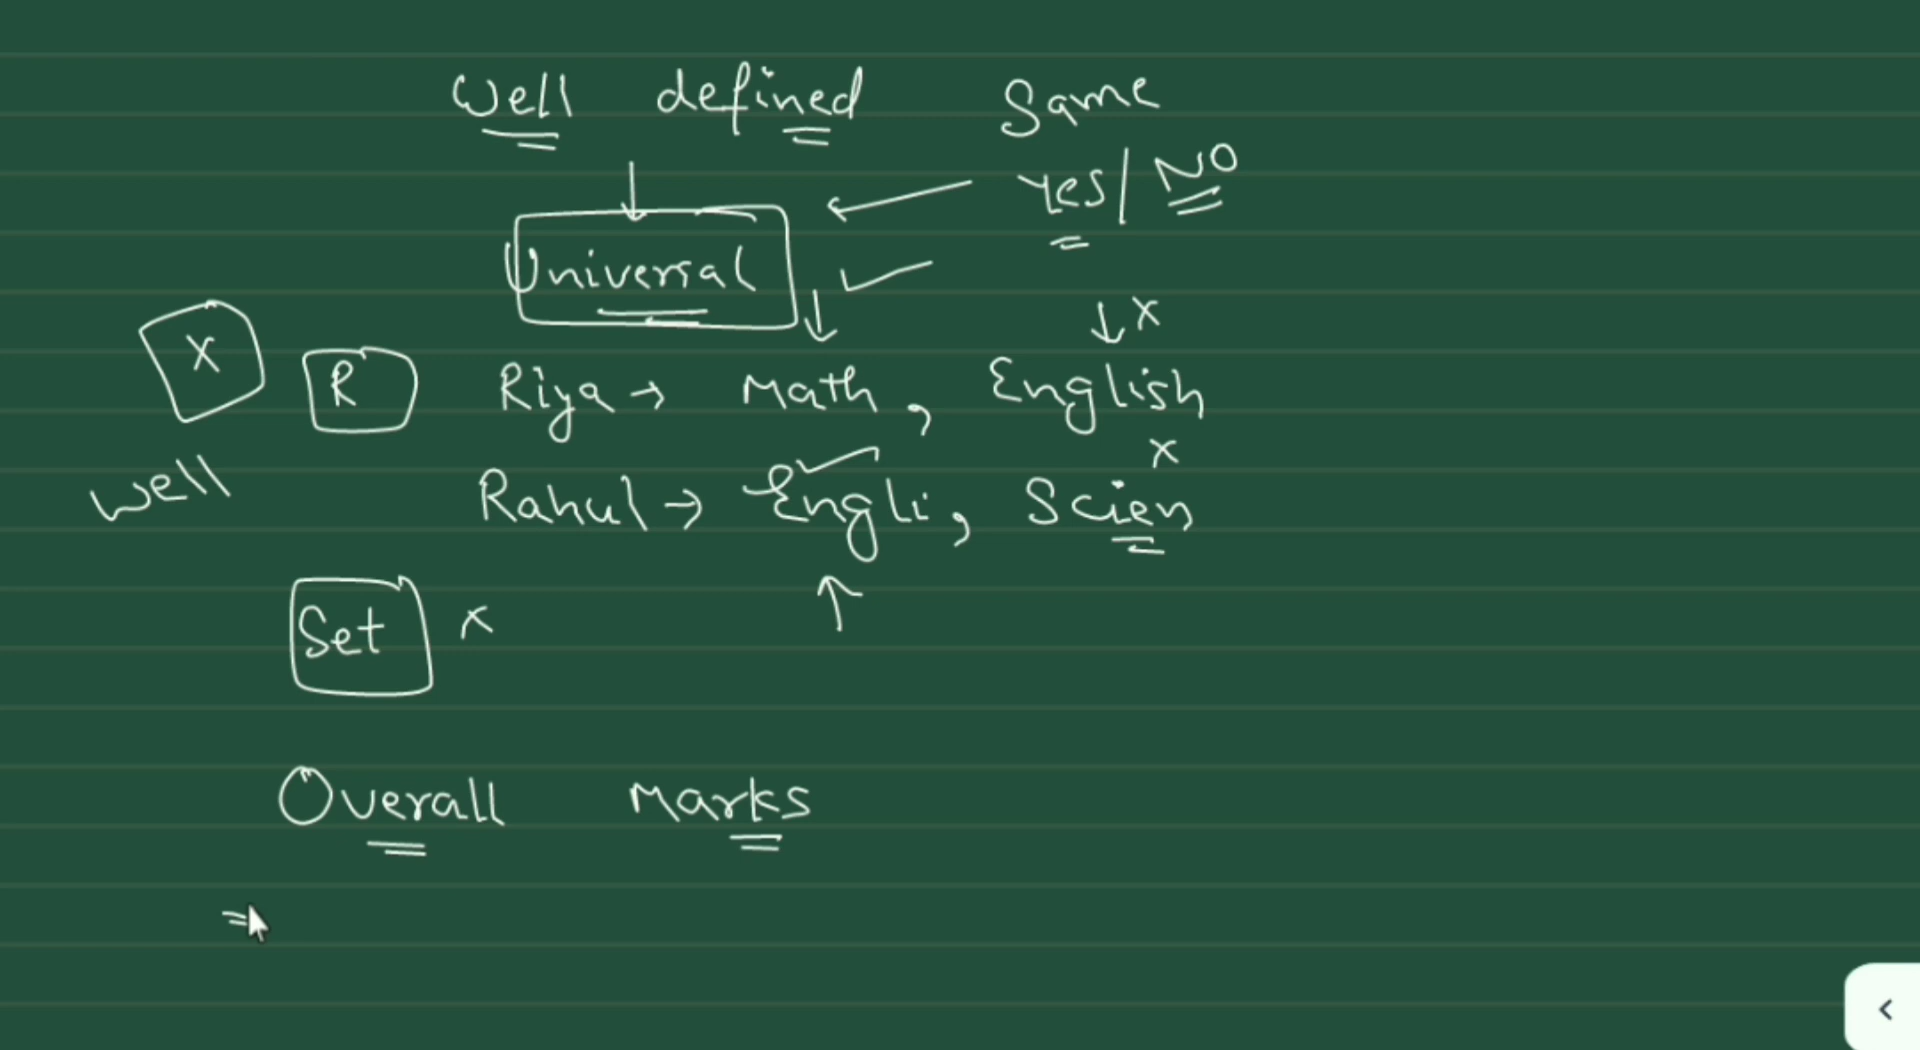 Well defined Same
Yes/NO
Universal
X
X
R Riya → Math, English
X
Well Rahul → Engli, Scien
Set X
Overall Marks
=